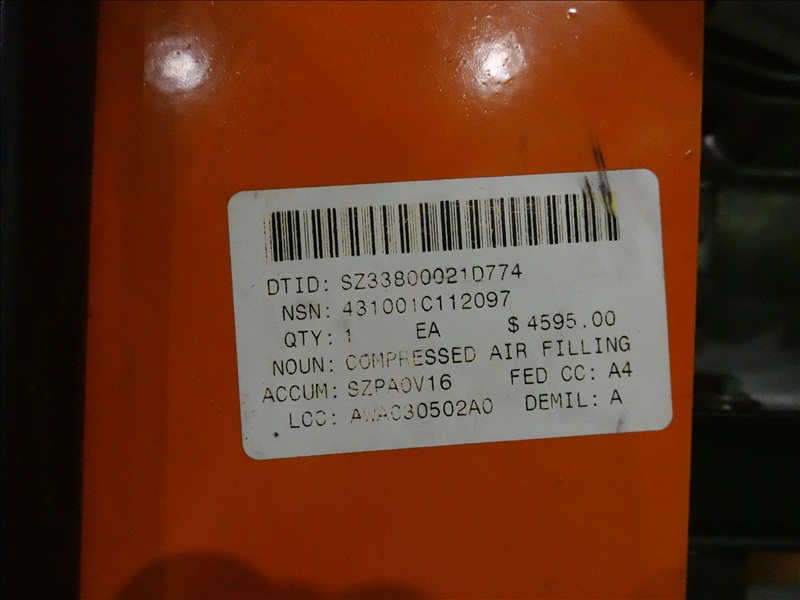 DTID: SZ33800021D774
NSN: 431001C112097
QTY: 1 EA $ 4595.00
NOUN: COMPRESSED AIR FILLING
ACCUM: SZPA0V16 FED CC: A4
LOC: AWAC30502A0 DEMIL: A